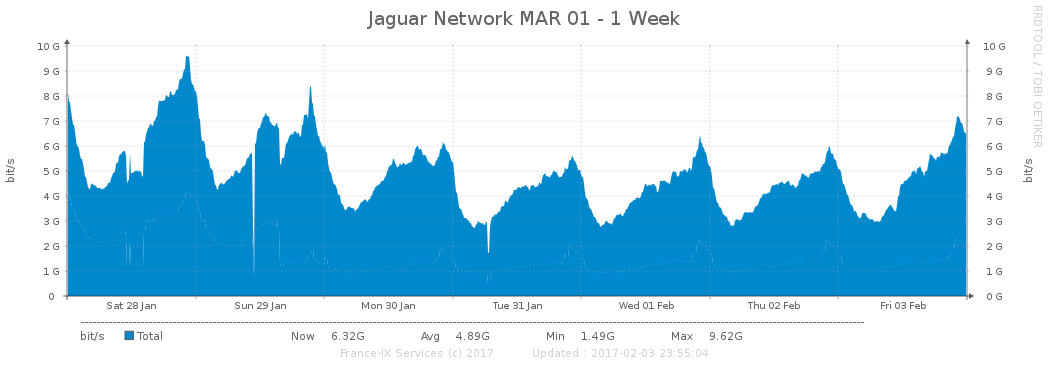 Jaguar Network MAR 01 - 1 Week
RRDTOOL / TOBI OETIKER
bit/s
10 G 10 G
9 G 9 G
8 G 8 G
7 G 7 G
6 G 6 G
5 G 5 G
4 G 4 G
3 G 3 G
2 G 2 G
1 G 1 G
0 0 G
bit/s
Sat 28 Jan Sun 29 Jan Mon 30 Jan Tue 31 Jan Wed 01 Feb Thu 02 Feb Fri 03 Feb
bit/s Total Now 6.32G Avg 4.89G Min 1.49G Max 9.62G
France-IX Services (c) 2017 Updated : 2017-02-03 23:55:04